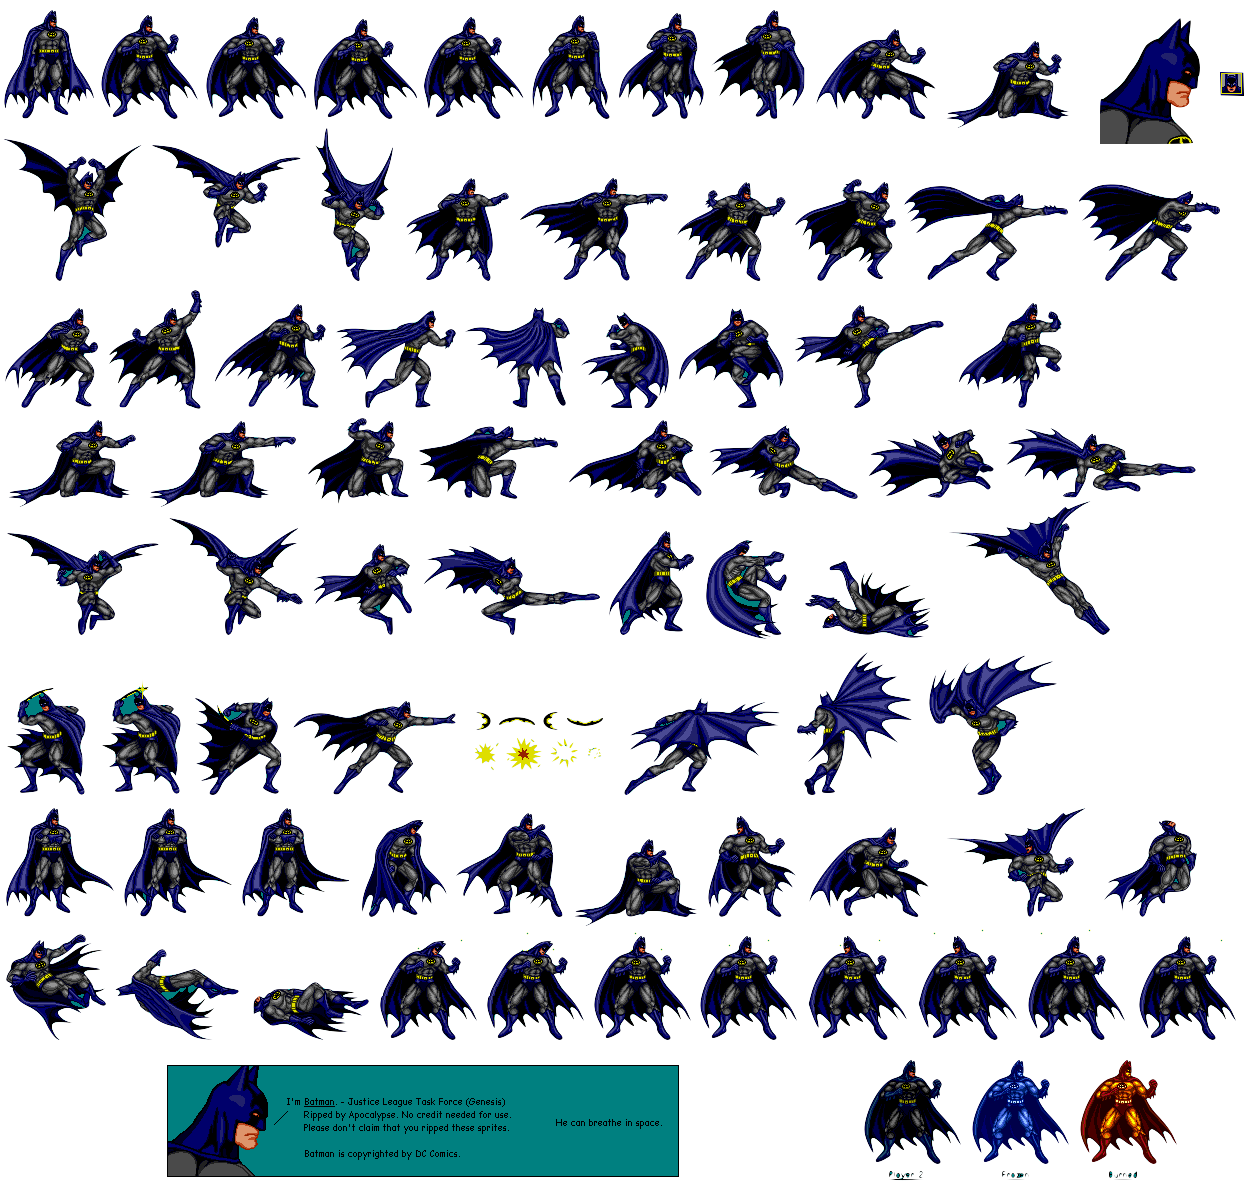 I'm Batman. - Justice League Task Force (Genesis)
Ripped by Apocalypse. No credit needed for use.
Please don't claim that you ripped these sprites.
He can breathe in space.
Batman is copyrighted by DC Comics.
Player 2
Frozen
Burned